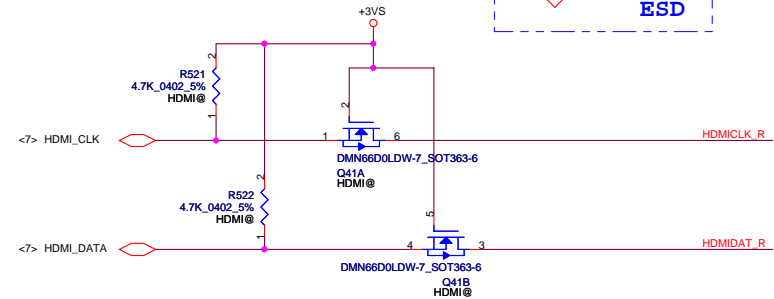 +3VS
ESD
2
R521
4.7K_0402_5%
HDMI@
1
2
<7> HDMI_CLK
1
6
HDMICLK_R
DMN66D0LDW-7_SOT363-6
Q41A
HDMI@
2
R522
4.7K_0402_5%
HDMI@
1
5
<7> HDMI_DATA
4
3
HDMIDAT_R
DMN66D0LDW-7_SOT363-6
Q41B
HDMI@